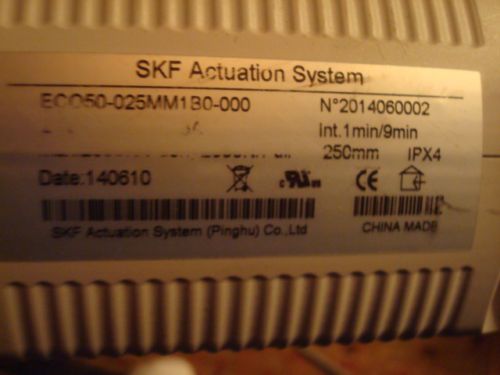 SKF Actuation System
ECO50-025MM1B0-000 N°2014060002
Int.1min/9min
250mm IPX4
Date:140610
SKF Actuation System (Pinghu) Co.,Ltd CHINA MADE